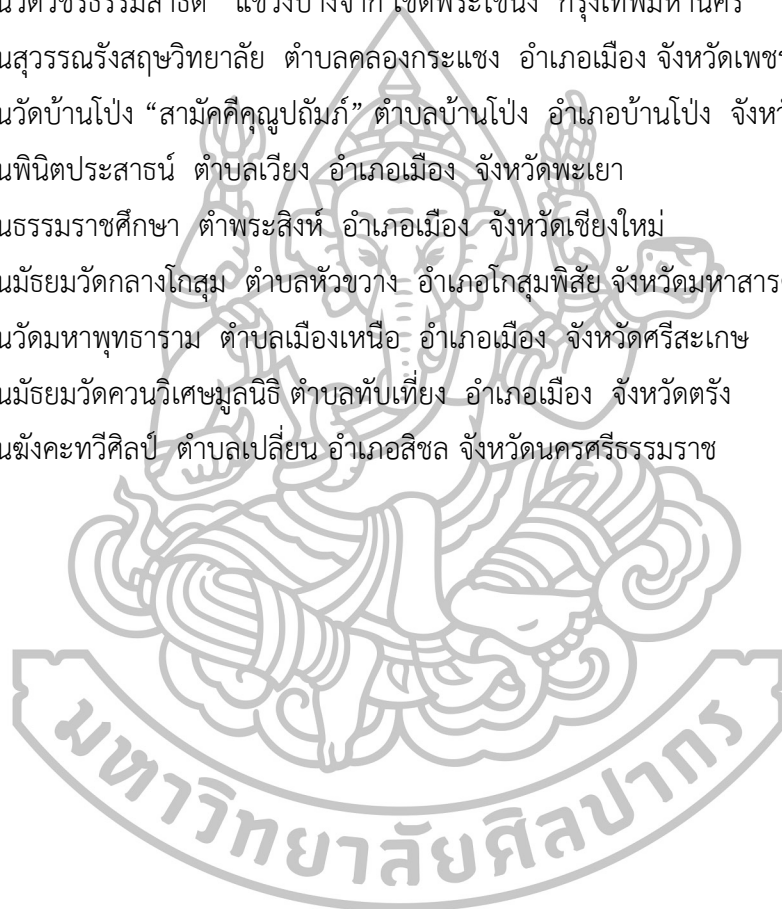 นวัดวชิรธรรมสาธิต แขวงบางจาก เขตพระโขนง กรุงเทพมหานคร
นสุวรรณรังสฤษวิทยาลัย ตำบลคลองกระแชง อำเภอเมือง จังหวัดเพชร
นวัดบ้านโป่ง “สามัคคีคุณูปถัมภ์” ตำบลบ้านโป่ง อำเภอบ้านโป่ง จังหวั
นพินิตประสาธน์ ตำบลเวียง อำเภอเมือง จังหวัดพะเยา
นธรรมราชศึกษา ตำพระสิงห์ อำเภอเมือง จังหวัดเชียงใหม่
นมัธยมวัดกลางโกสุม ตำบลหัวขวาง อำเภอโกสุมพิสัย จังหวัดมหาสาร
นวัดมหาพุทธาราม ตำบลเมืองเหนือ อำเภอเมือง จังหวัดศรีสะเกษ
นมัธยมวัดควนวิเศษมูลนิธิ ตำบลทับเที่ยง อำเภอเมือง จังหวัดตรัง
นฆังคะทวีศิลป์ ตำบลเปลี่ยน อำเภอสิชล จังหวัดนครศรีธรรมราช
มหาวิทยาลัยศิลปากร